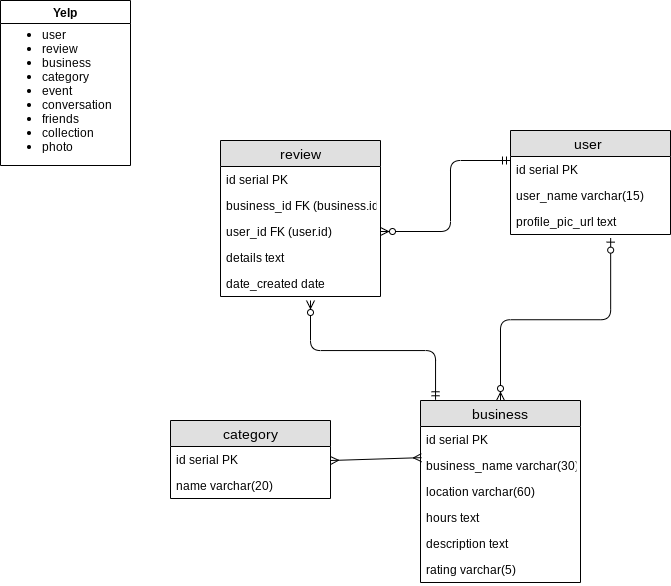 Yelp
user
review
business
category
event
conversation
friends
collection
photo
review
id serial PK
business_id FK (business.id
user_id FK (user.id)
details text
date_created date
user
id serial PK
user_name varchar(15)
profile_pic_url text
category
id serial PK
name varchar(20)
business
id serial PK
business_name varchar(30)
location varchar(60)
hours text
description text
rating varchar(5)